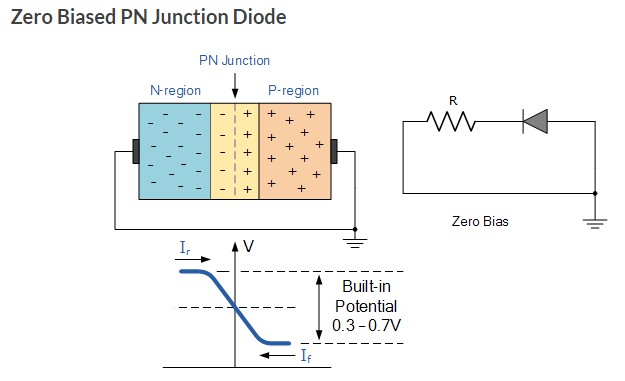 Zero Biased PN Junction Diode
PN Junction
N-region
P-region
R
Zero Bias
Ir
V
Built-in
Potential
0.3 – 0.7V
If